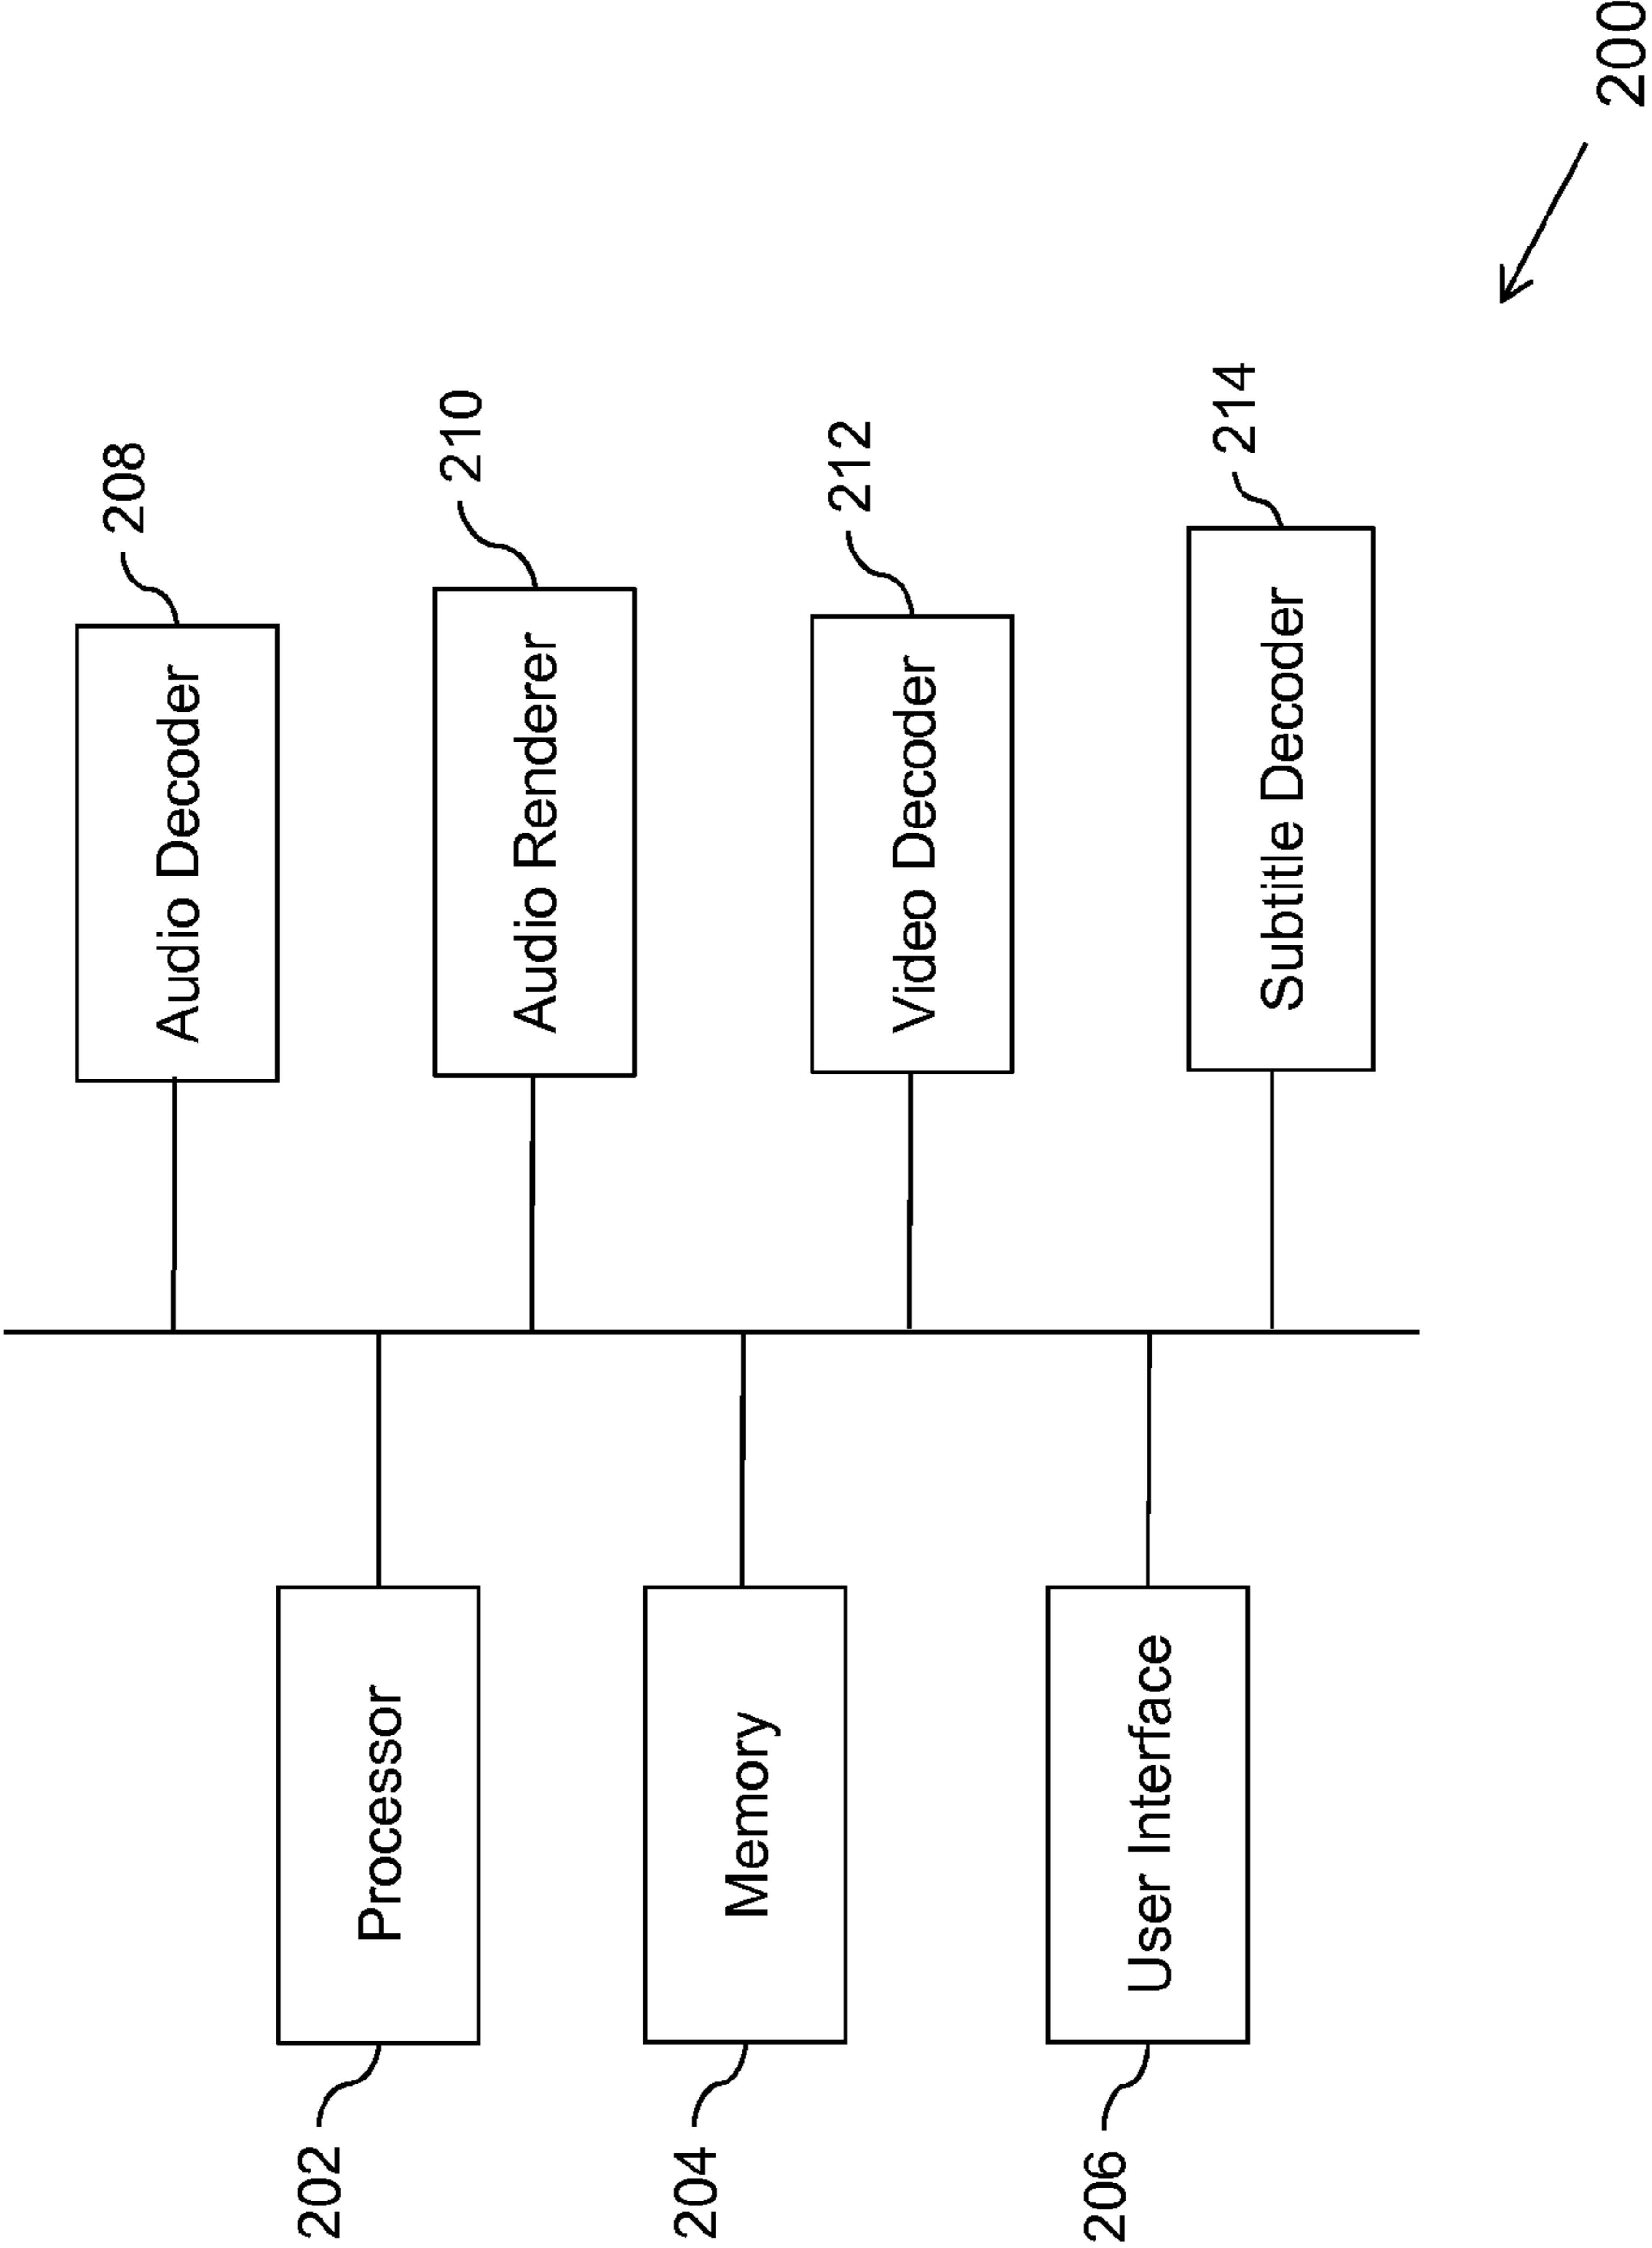 208
Audio Decoder
210
Audio Renderer
212
Video Decoder
214
Subtitle Decoder
202
Processor
204
Memory
206
User Interface
200